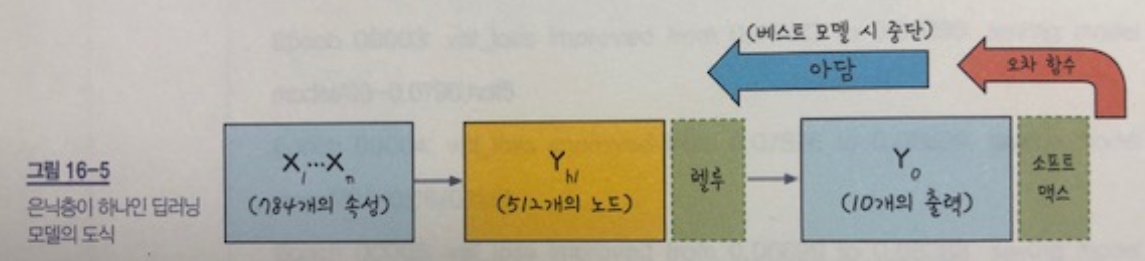 (베스트 모델 시 중단)
아담
오차 함수
X₁…Xₙ
(784개의 속성)
Y_h1
(512개의 노드)
렐루
Y₀
(10개의 출력)
소프트
맥스
그림 16-5
은닉층이 하나인 딥러닝
모델의 도식